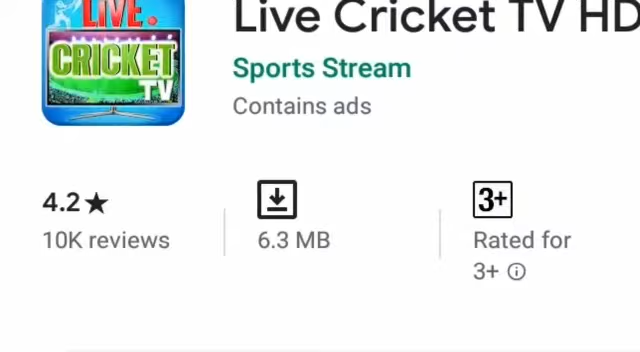 LIVE.
CRICKET
TV
Live Cricket TV HD
Sports Stream
Contains ads
4.2★
10K reviews
6.3 MB
3+
Rated for
3+